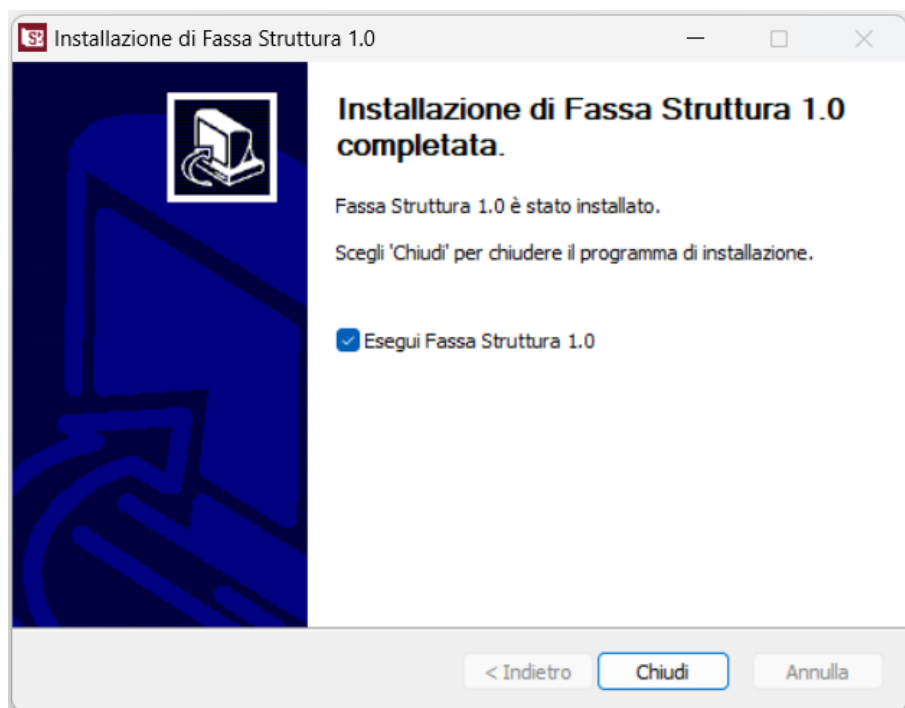 Installazione di Fassa Struttura 1.0
Installazione di Fassa Struttura 1.0
completata.
Fassa Struttura 1.0 è stato installato.
Scegli 'Chiudi' per chiudere il programma di installazione.
Esegui Fassa Struttura 1.0
< Indietro
Chiudi
Annulla